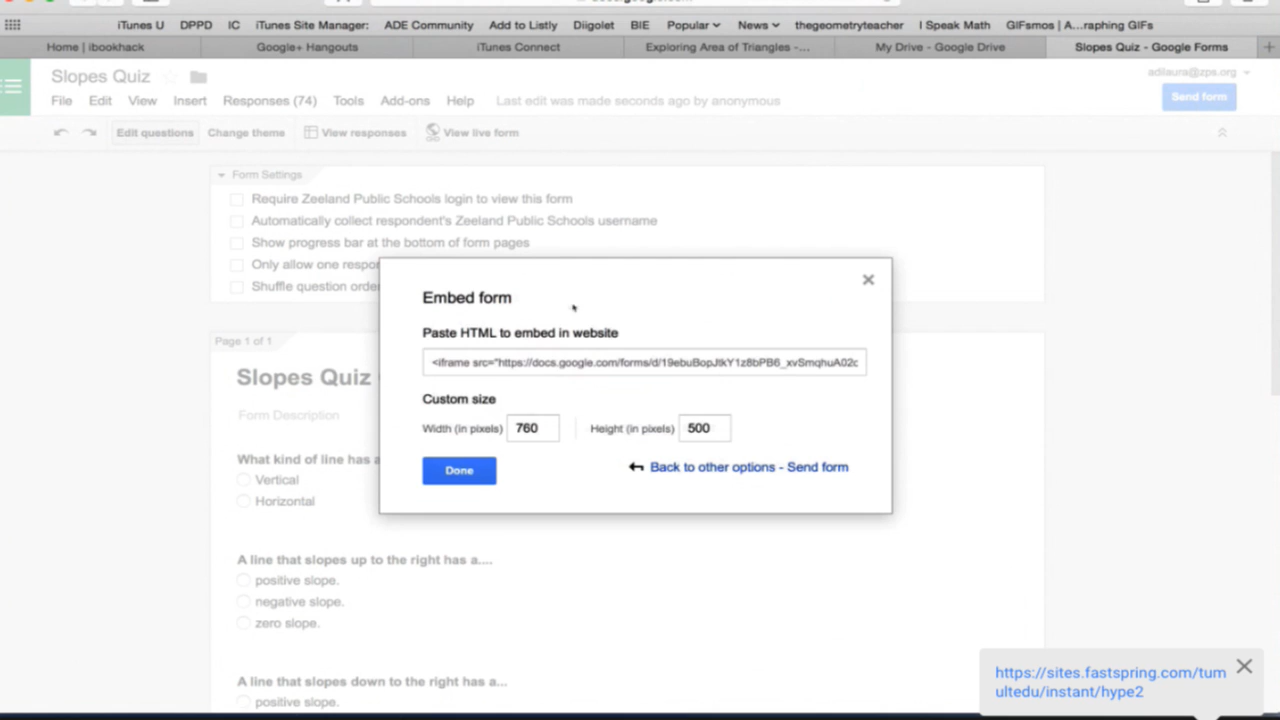 iTunes U DPPD IC iTunes Site Manager: ADE Community Add to Listly Diigolet BIE Popular News thegeometryteacher I Speak Math GIFsmos | A...raphing GIFs
Home | ibookhack Google+ Hangouts iTunes Connect Exploring Area of Triangles -... My Drive - Google Drive Slopes Quiz - Google Forms
Slopes Quiz
adilaura@zps.org
File Edit View Insert Responses (74) Tools Add-ons Help Last edit was made seconds ago by anonymous
Send form
Edit questions Change theme View responses View live form
Form Settings
Require Zeeland Public Schools login to view this form
Automatically collect respondent's Zeeland Public Schools username
Show progress bar at the bottom of form pages
Only allow one respo
Shuffle question orde
Embed form
Paste HTML to embed in website
<iframe src="https://docs.google.com/forms/d/
Custom size
Width (in pixels) 760 Height (in pixels) 500
Done
Back to other options - Send form
Page 1 of 1
Slopes Quiz
Form Description
What kind of line has a
Vertical
Horizontal
A line that slopes up to the right has a....
positive slope.
negative slope.
zero slope.
A line that slopes down to the right has a...
positive slope.
https://sites.fastspring.com/tum
ultedu/instant/hype2